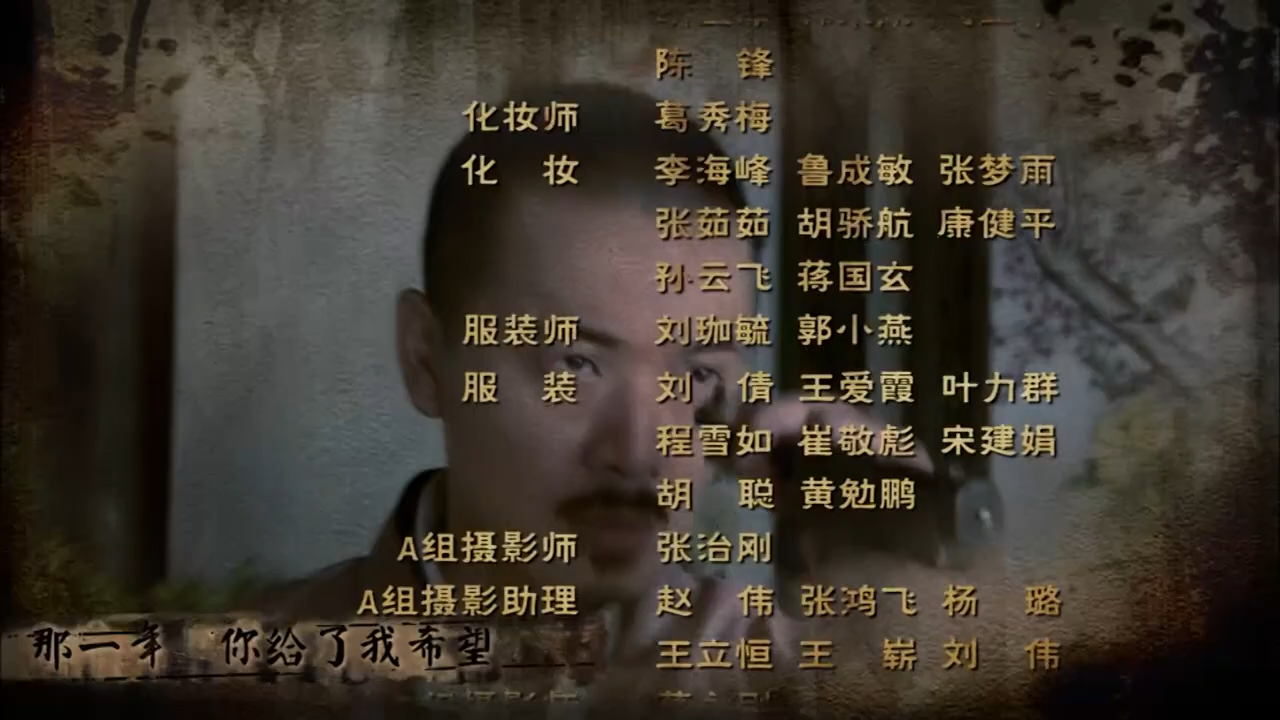 陈 锋
化妆师 葛秀梅
化 妆 李海峰 鲁成敏 张梦雨
张茹茹 胡骄航 康健平
孙云飞 蒋国玄
服装师 刘珈毓 郭小燕
服 装 刘 倩 王爱霞 叶力群
程雪如 崔敬彪 宋建娟
胡 聪 黄勉鹏
A组摄影师 张治刚
A组摄影助理 赵 伟 张鸿飞 杨 璐
王立恒 王 崭 刘 伟
那一年 你给了我希望